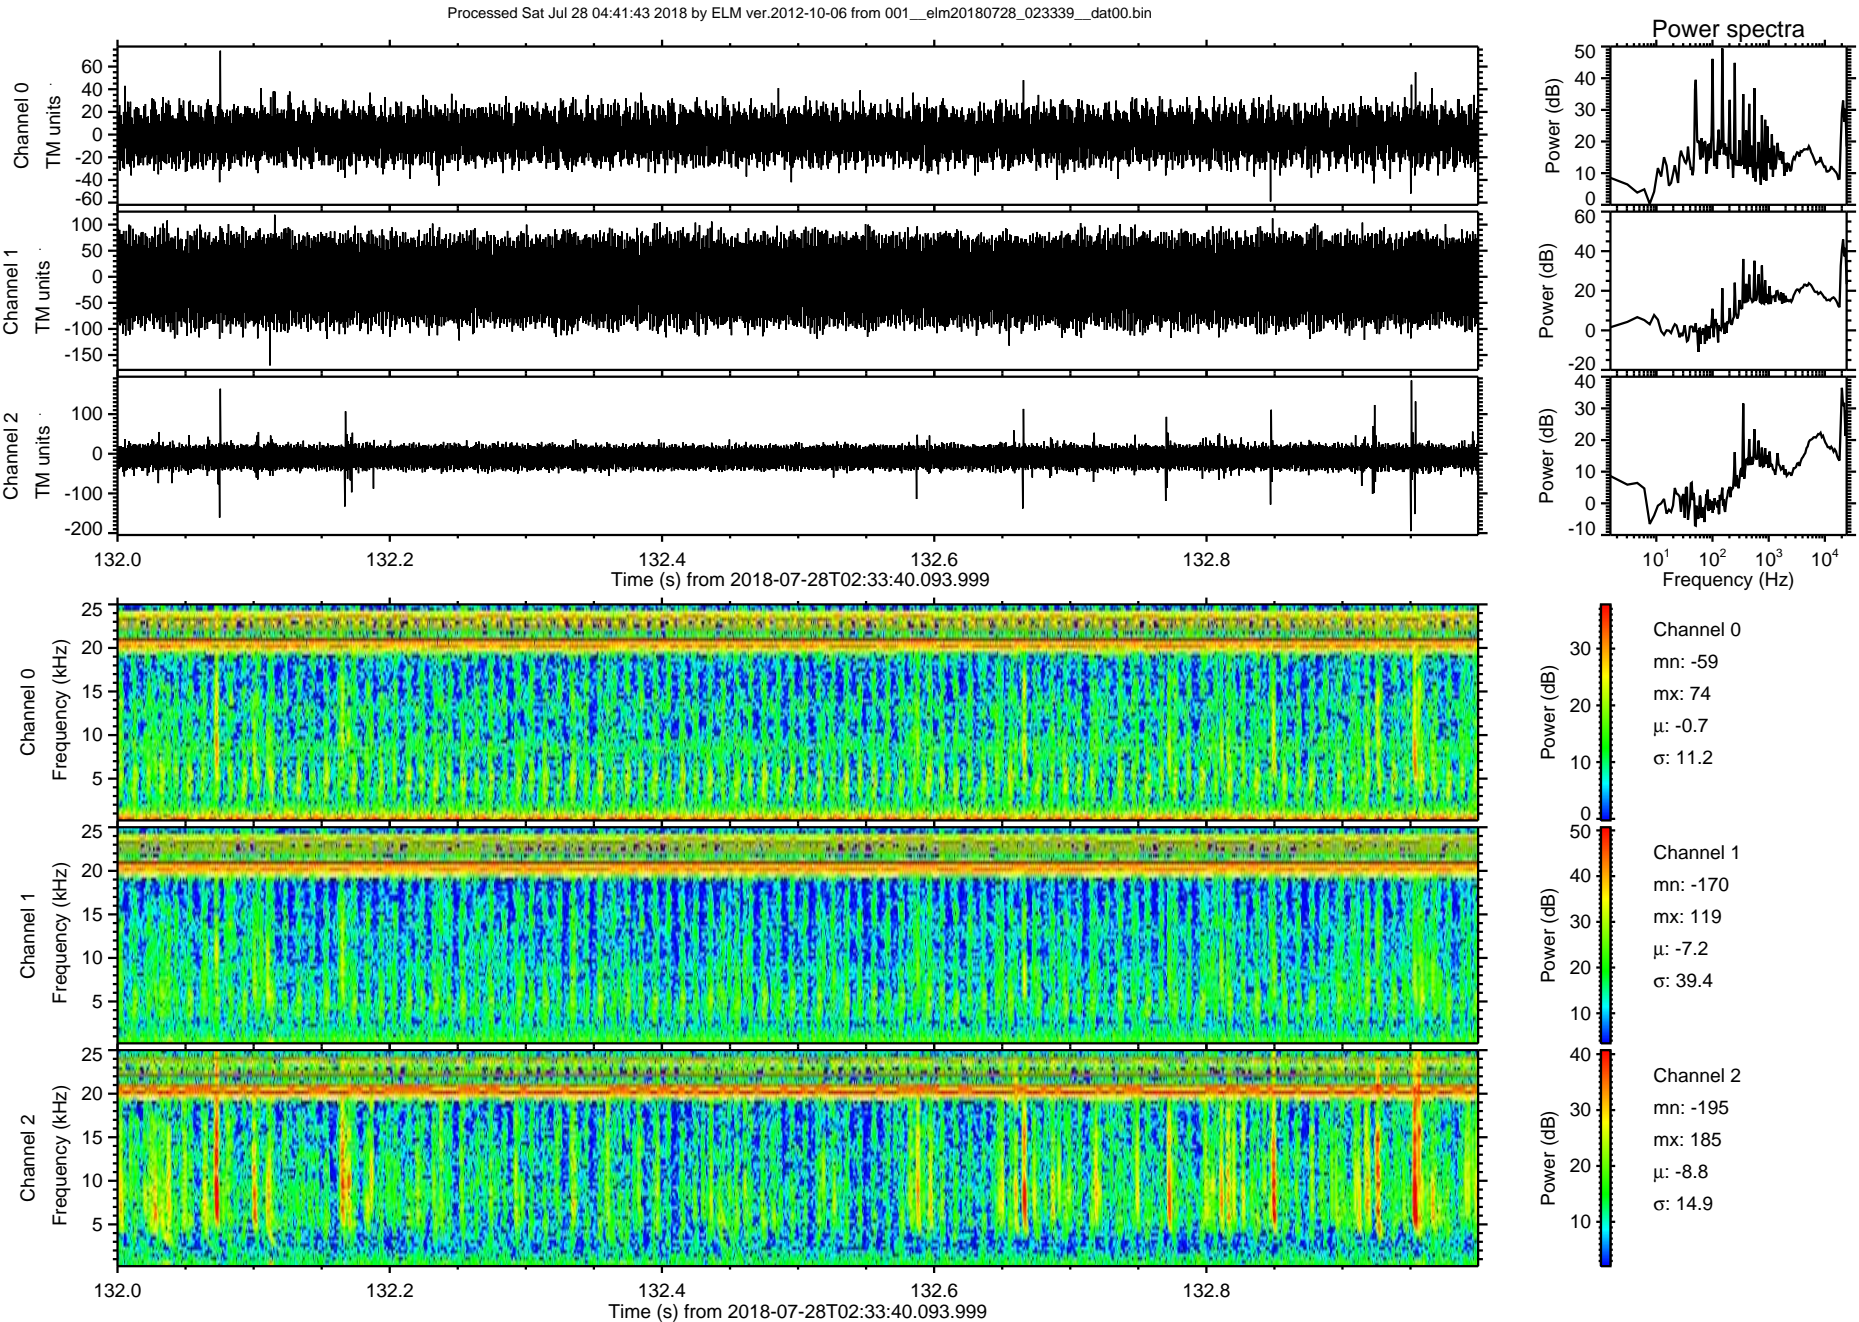 Processed Sat Jul 28 04:41:43 2018 by ELM ver.2012-10-06 from 001__elm20180728_023339__dat00.bin
Power spectra
Channel 0
TM units
60
40
20
0
-20
-40
-60
Power (dB)
50
40
30
20
10
0
Channel 1
TM units
100
50
0
-50
-100
-150
Power (dB)
60
40
20
0
-20
Channel 2
TM units
100
0
-100
-200
Power (dB)
40
30
20
10
0
-10
132.0 132.2 132.4 132.6 132.8
Time (s) from 2018-07-28T02:33:40.093.999
10^1 10^2 10^3 10^4
Frequency (Hz)
Channel 0
Frequency (kHz)
25
20
15
10
5
Power (dB)
30
20
10
0
Channel 0
mn: -59
mx: 74
μ: -0.7
σ: 11.2
Channel 1
Frequency (kHz)
25
20
15
10
5
Power (dB)
50
40
30
20
10
Channel 1
mn: -170
mx: 119
μ: -7.2
σ: 39.4
Channel 2
Frequency (kHz)
25
20
15
10
5
Power (dB)
40
30
20
10
Channel 2
mn: -195
mx: 185
μ: -8.8
σ: 14.9
132.0 132.2 132.4 132.6 132.8
Time (s) from 2018-07-28T02:33:40.093.999